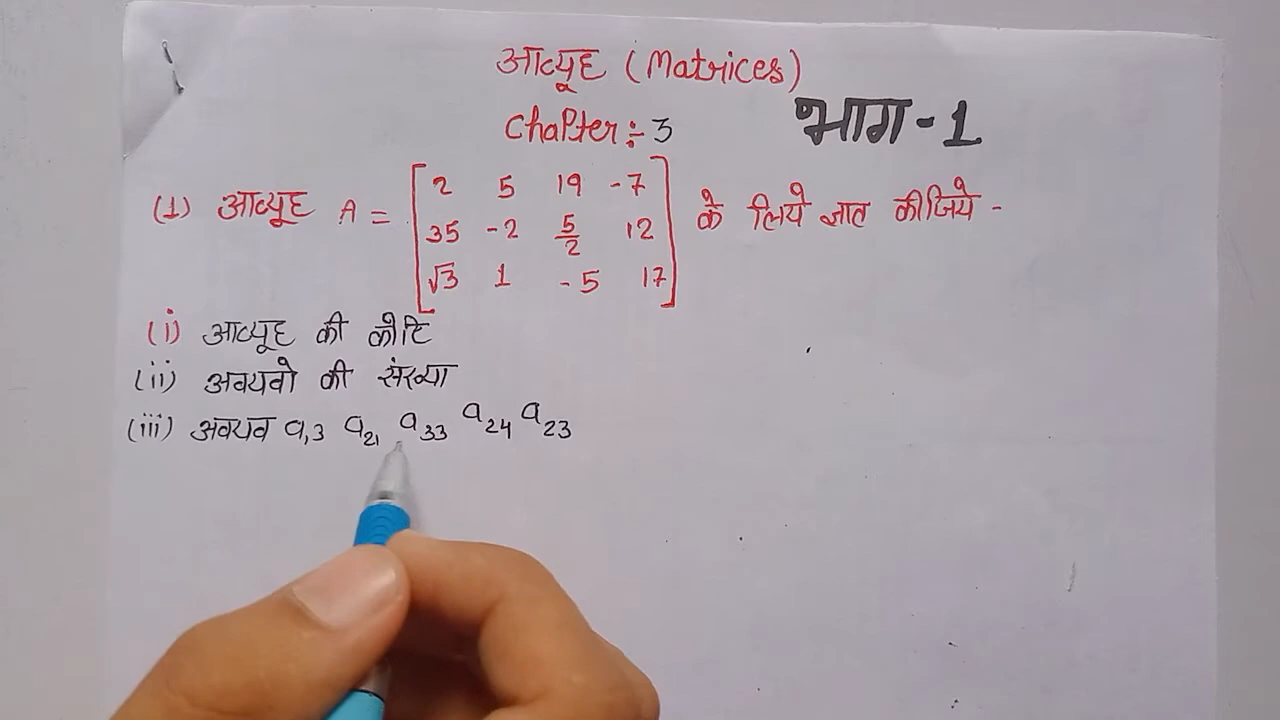 आव्यूह (Matrices)
Chapter :- 3
भाग-1
(1) आव्यूह A = [ 2 5 19 -7 के लिये ज्ञात कीजिये -
35 -2 5/2 12
√3 1 -5 17 ]
(i) आव्यूह की कोटि
(ii) अवयवो की संख्या
(iii) अवयव a₁₃ a₂₁ a₃₃ a₂₄ a₂₃